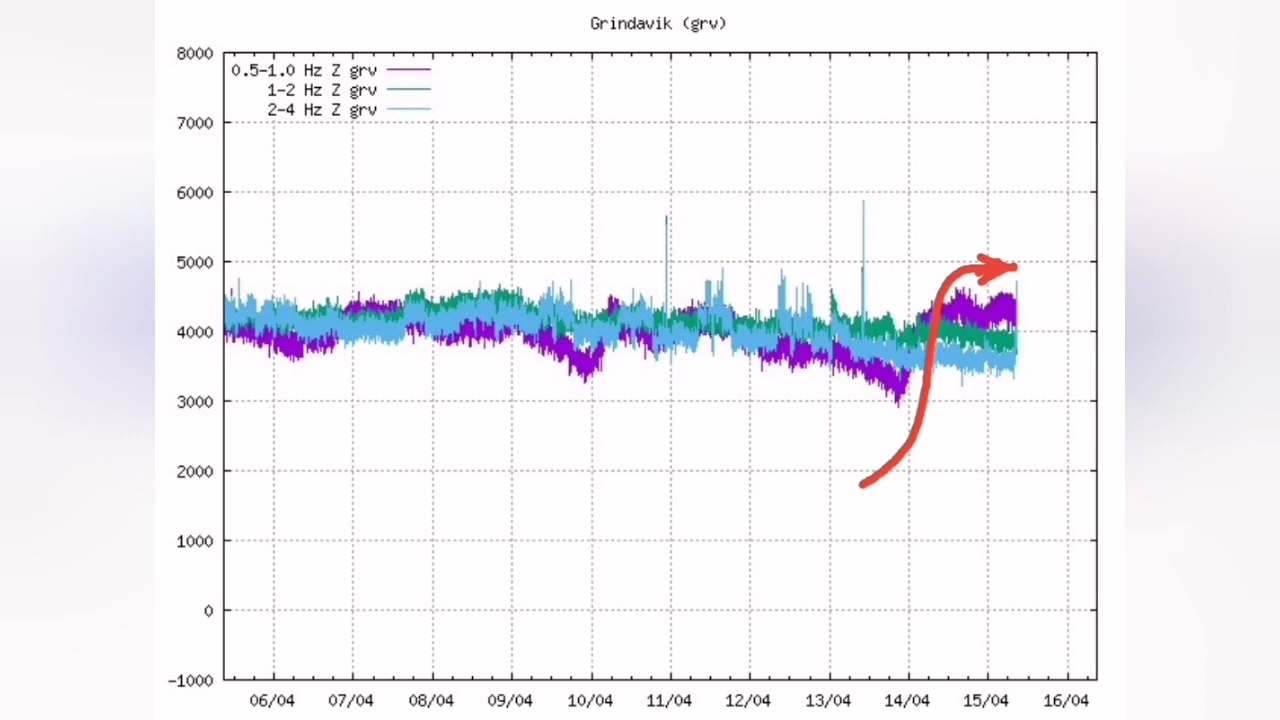 Grindavik (grv)
8000
0.5-1.0 Hz Z grv
1-2 Hz Z grv
2-4 Hz Z grv
7000
6000
5000
4000
3000
2000
1000
0
-1000
06/04 07/04 08/04 09/04 10/04 11/04 12/04 13/04 14/04 15/04 16/04